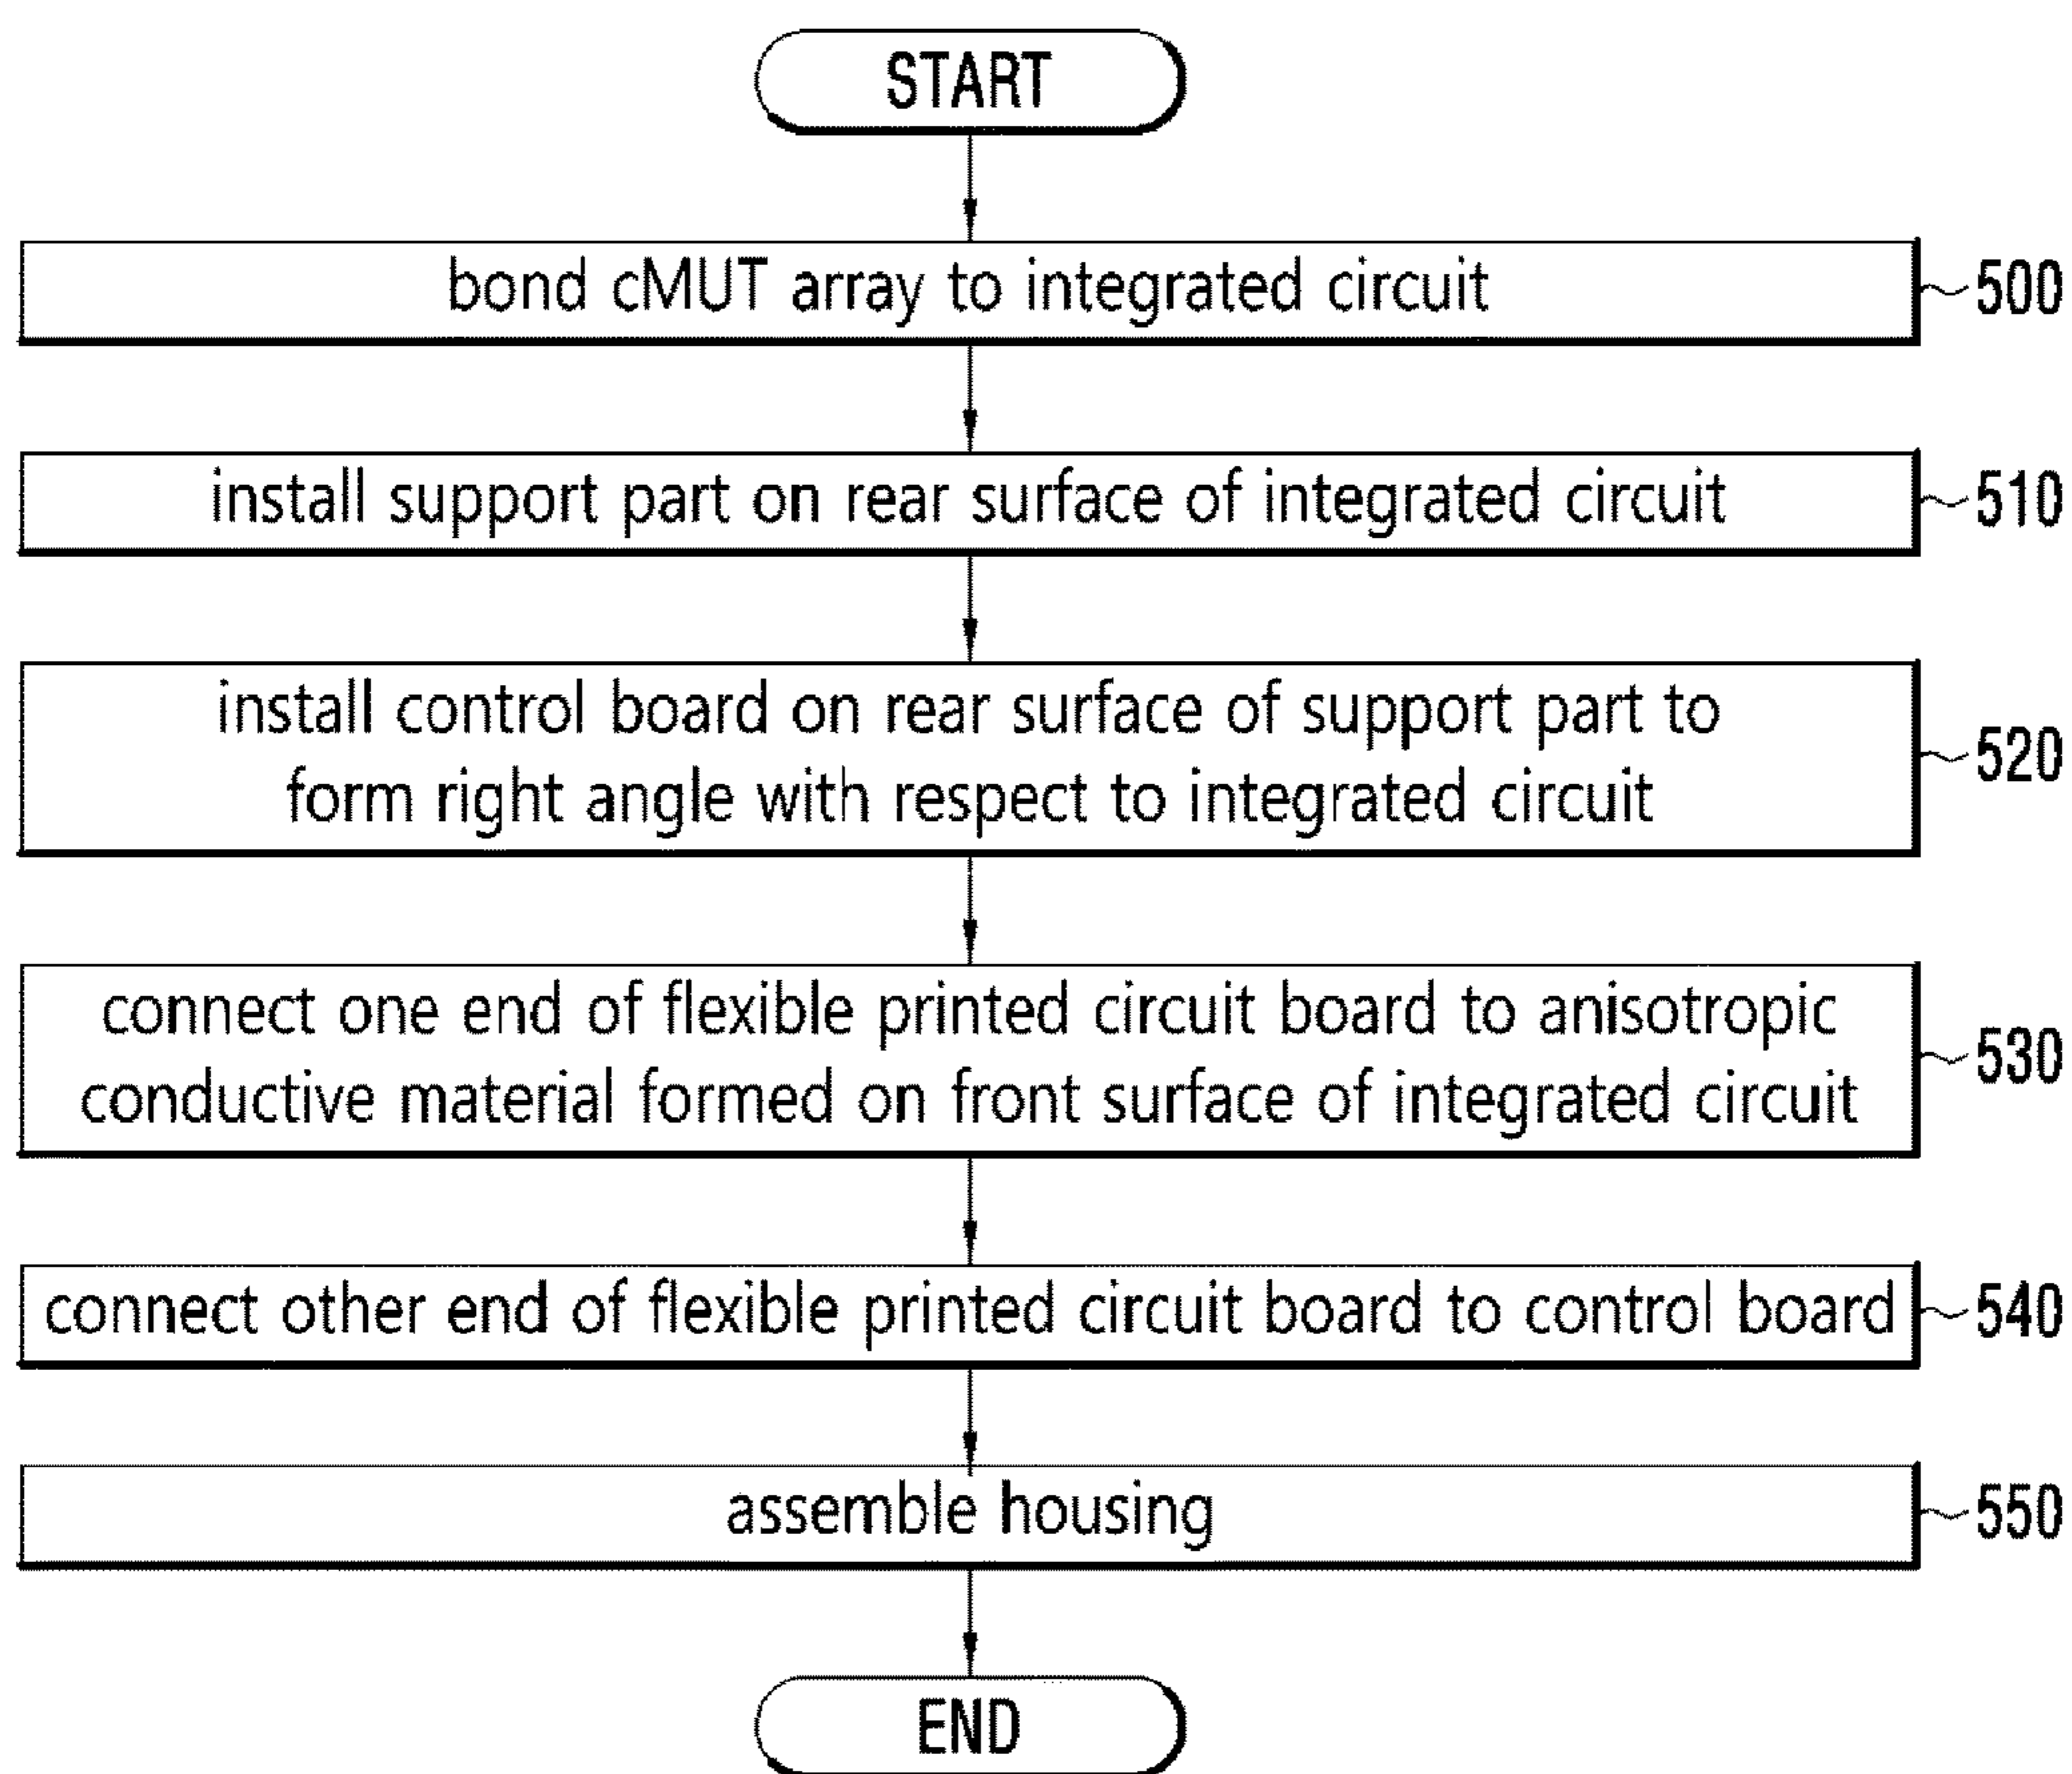 START
bond cMUT array to integrated circuit
500
install support part on rear surface of integrated circuit
510
install control board on rear surface of support part to
form right angle with respect to integrated circuit
520
connect one end of flexible printed circuit board to anisotropic
conductive material formed on front surface of integrated circuit
530
connect other end of flexible printed circuit board to control board
540
assemble housing
550
END